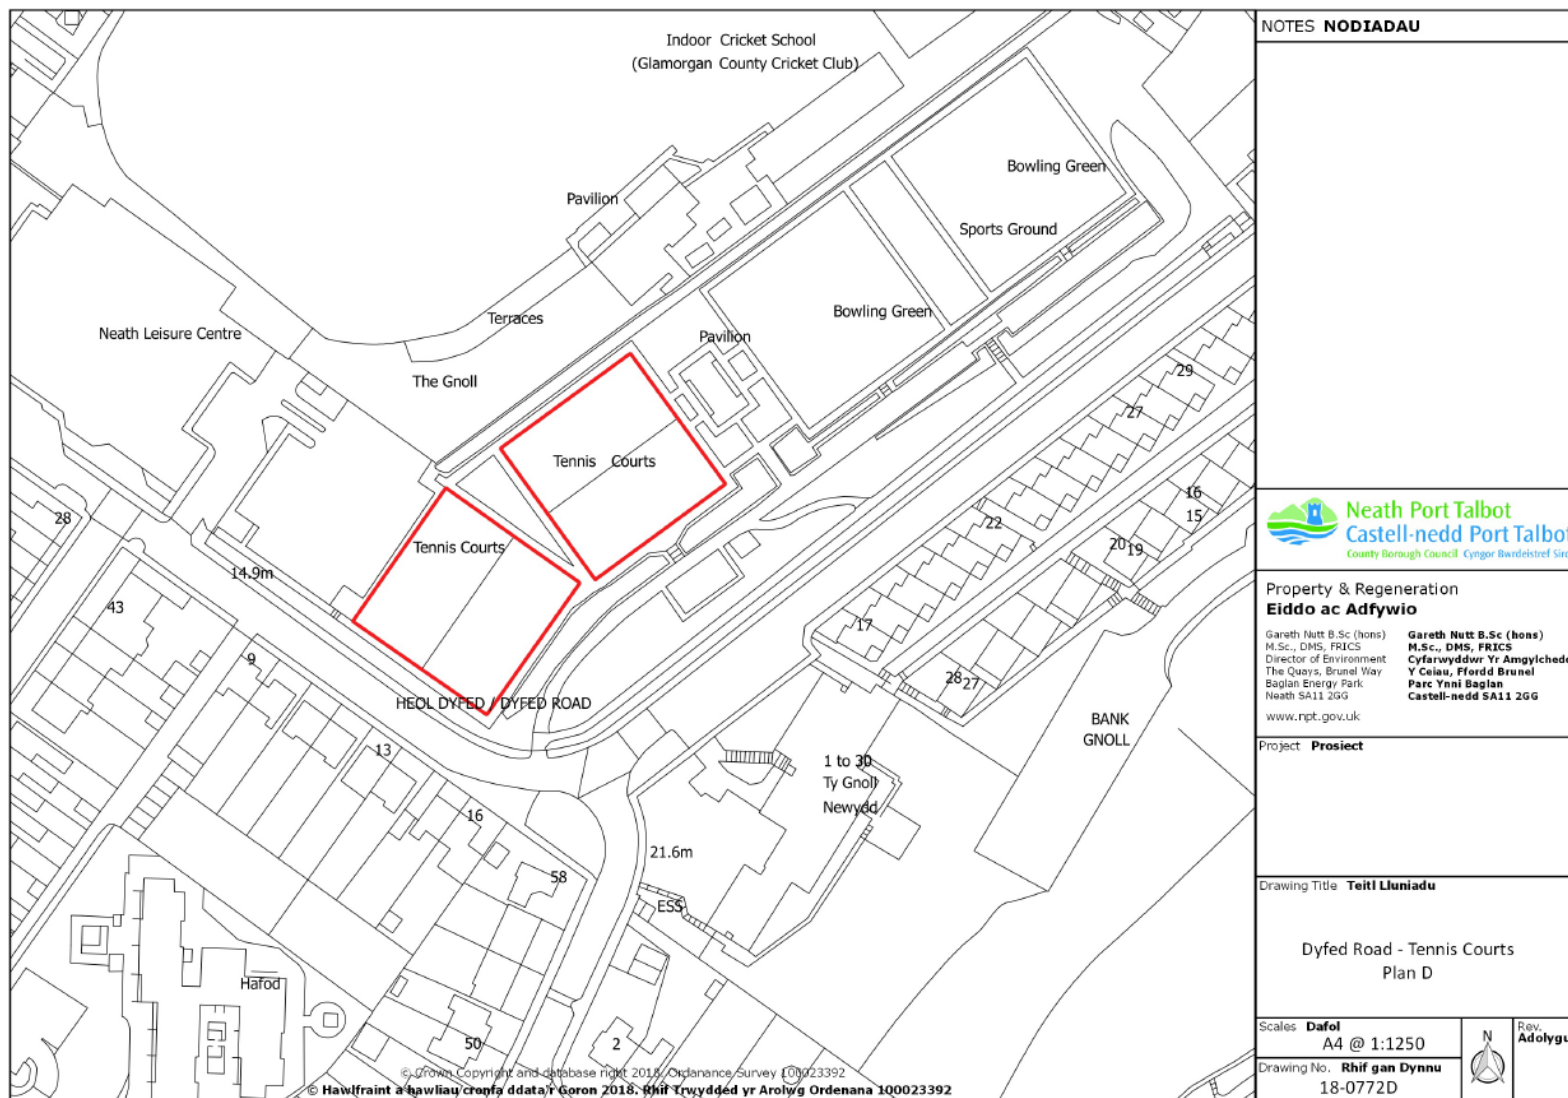 Indoor Cricket School
(Glamorgan County Cricket Club)
Bowling Green
Pavilion
Sports Ground
Bowling Green
Terraces
Neath Leisure Centre
Pavilion
The Gnoll
29
27
Tennis Courts
16
15
28
22
Tennis Courts
20
19
14.9m
43
17
9
28
27
HEOL DYFED / DYFED ROAD
BANK
GNOLL
13
1 to 30
Ty Gnoll
Newydd
16
21.6m
58
ESS
Hafod
50
2
© Crown Copyright and database right 2018. Ordanance Survey 100023392
© Hawlfraint a hawliau cronfa ddata'r Goron 2018. Rhif Trwydded yr Arolwg Ordenana 100023392
NOTES NODIADAU
Neath Port Talbot
Castell-nedd Port Talbot
County Borough Council Cyngor Bwrdeistref Siro
Property & Regeneration
Eiddo ac Adfywio
Gareth Nutt B.Sc (hons)
M.Sc., DMS, FRICS
Director of Environment
The Quays, Brunel Way
Baglan Energy Park
Neath SA11 2GG
Gareth Nutt B.Sc (hons)
M.Sc., DMS, FRICS
Cyfarwyddwr Yr Amgylchedd
Y Ceiau, Ffordd Brunel
Parc Ynni Baglan
Castell-nedd SA11 2GG
www.npt.gov.uk
Project Prosiect
Drawing Title Teitl Lluniadu
Dyfed Road - Tennis Courts
Plan D
Scales Dafol
A4 @ 1:1250
Drawing No. Rhif gan Dynnu
18-0772D
N
Rev.
Adolygu